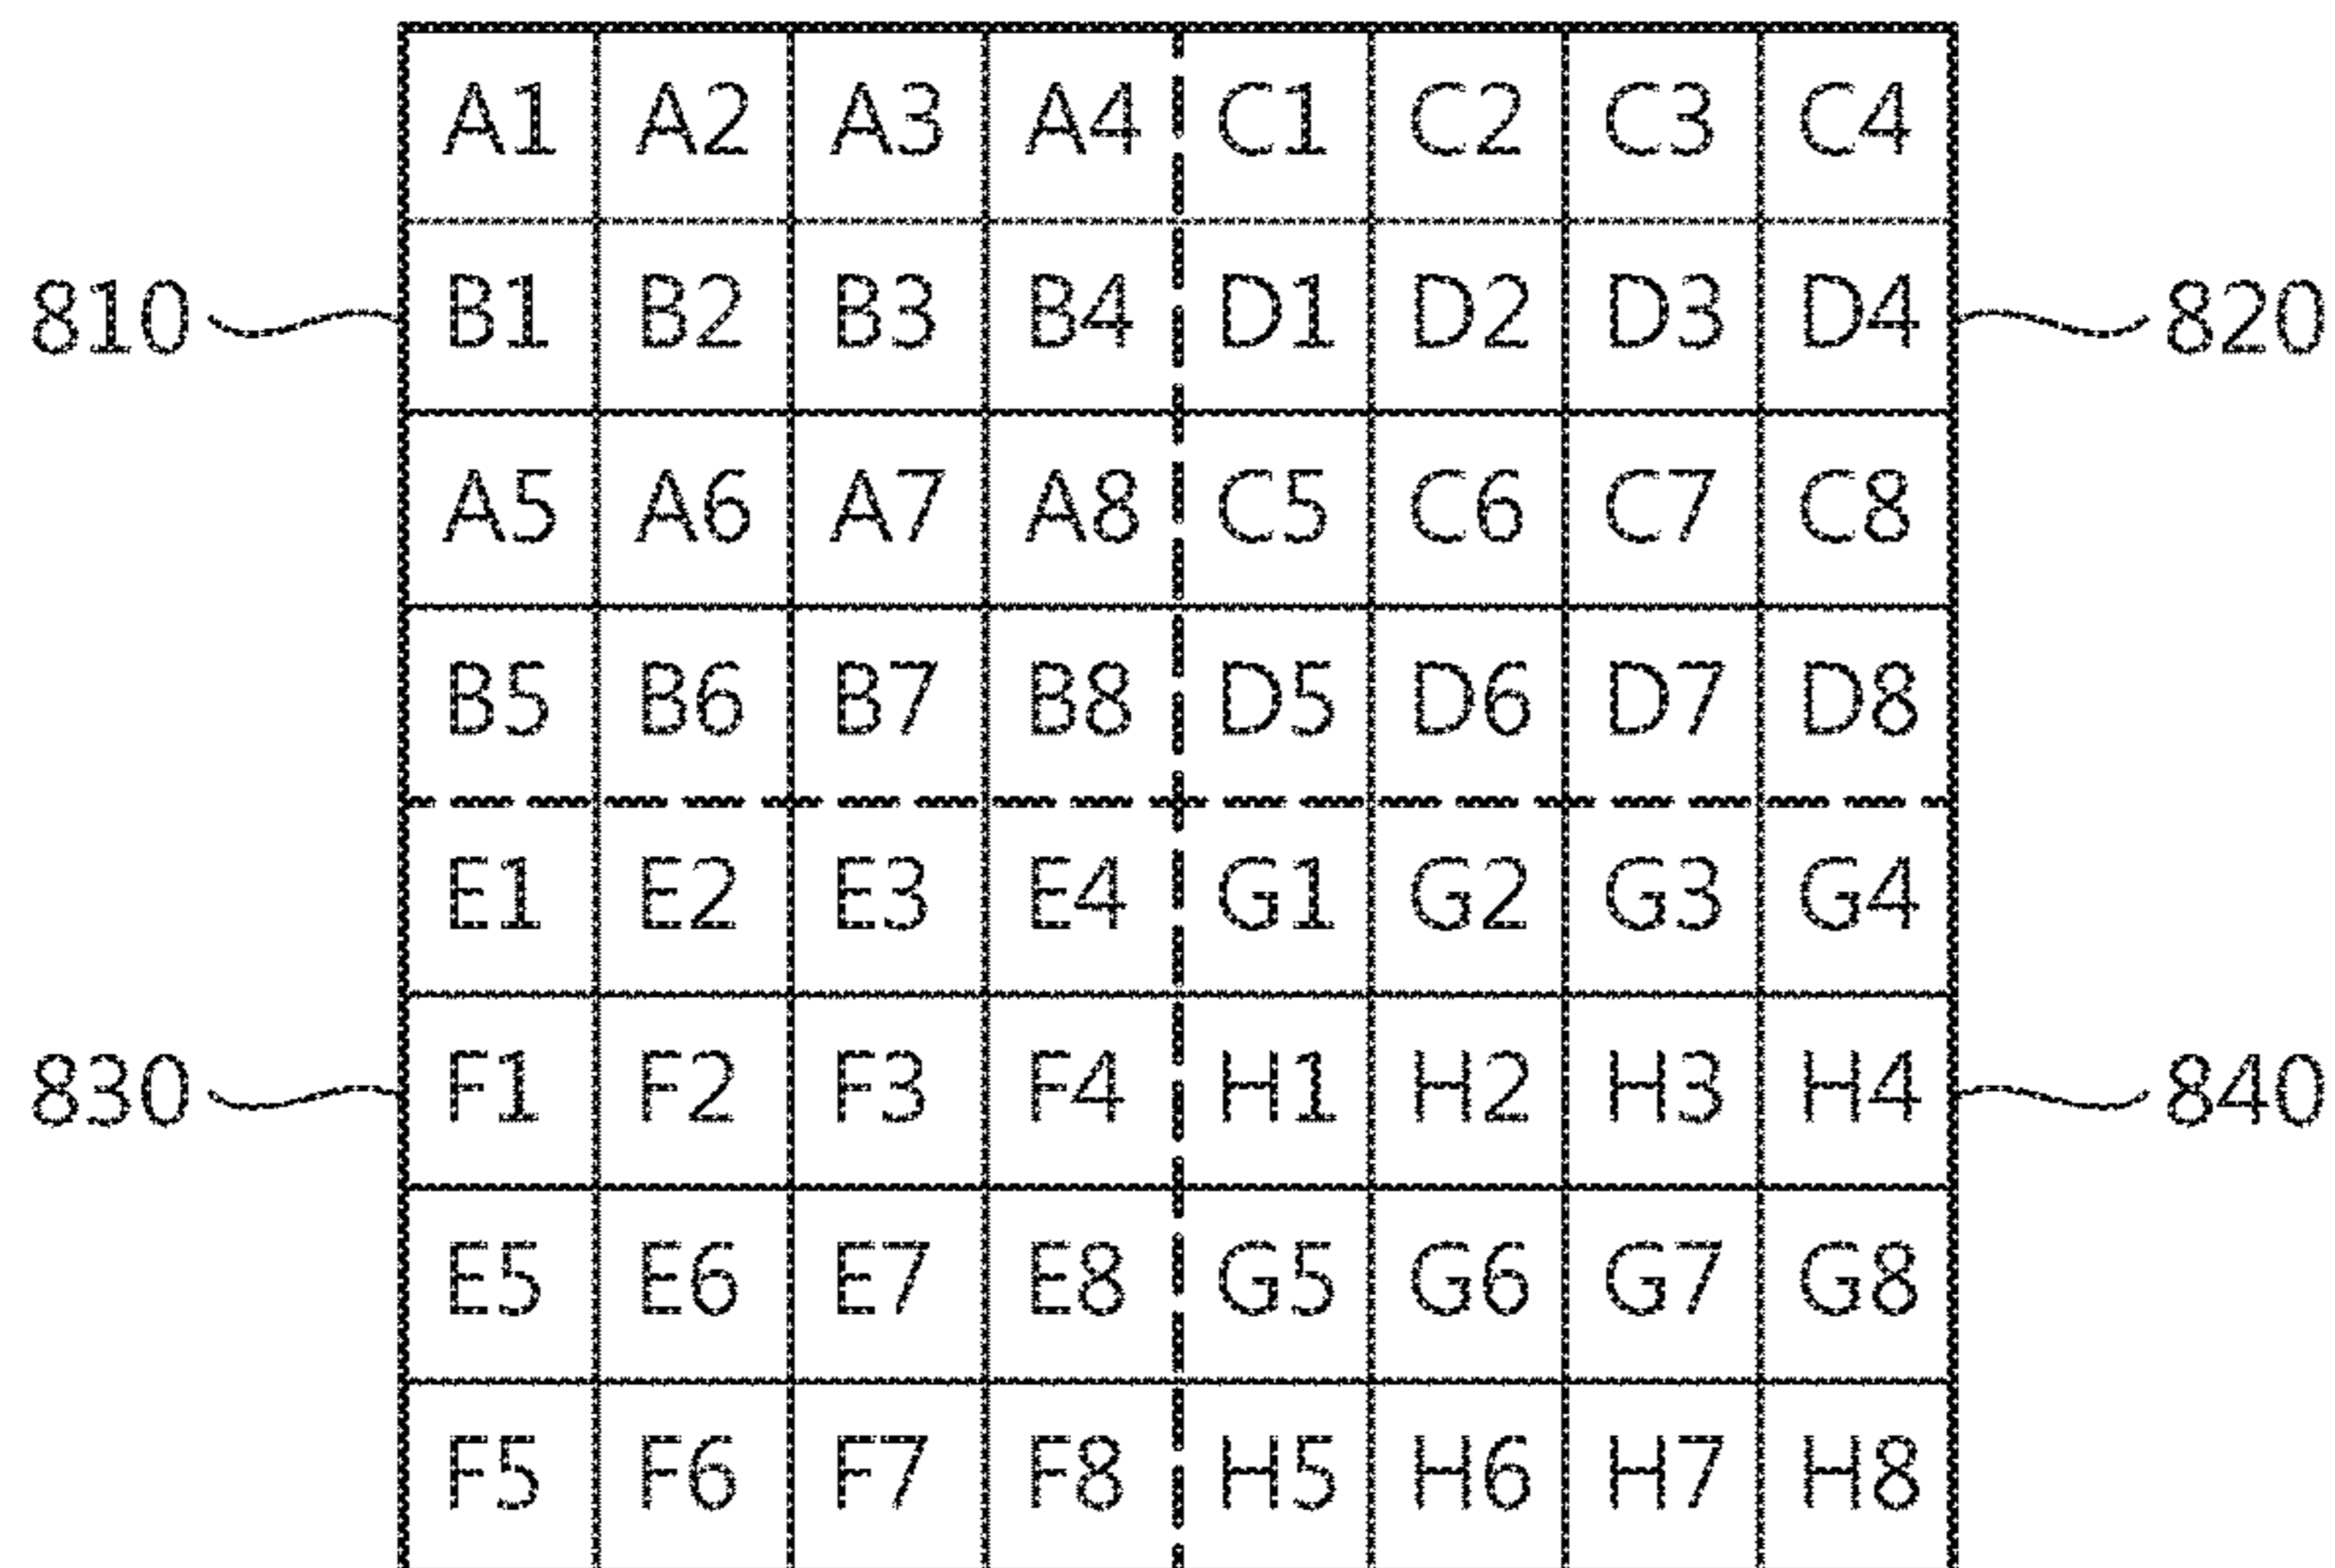 A1 A2 A3 A4 C1 C2 C3 C4
810 B1 B2 B3 B4 D1 D2 D3 D4 820
A5 A6 A7 A8 C5 C6 C7 C8
B5 B6 B7 B8 D5 D6 D7 D8
E1 E2 E3 E4 G1 G2 G3 G4
830 F1 F2 F3 F4 H1 H2 H3 H4 840
E5 E6 E7 E8 G5 G6 G7 G8
F5 F6 F7 F8 H5 H6 H7 H8